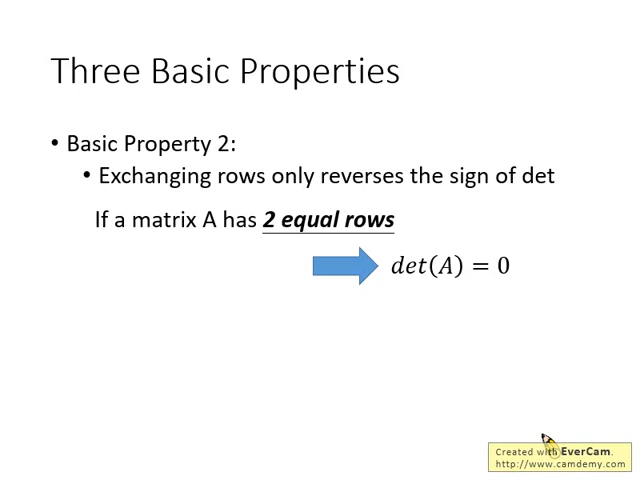 Three Basic Properties
• Basic Property 2:
• Exchanging rows only reverses the sign of det
If a matrix A has 2 equal rows
det(A) = 0
Created with EverCam.
http://www.camdemy.com